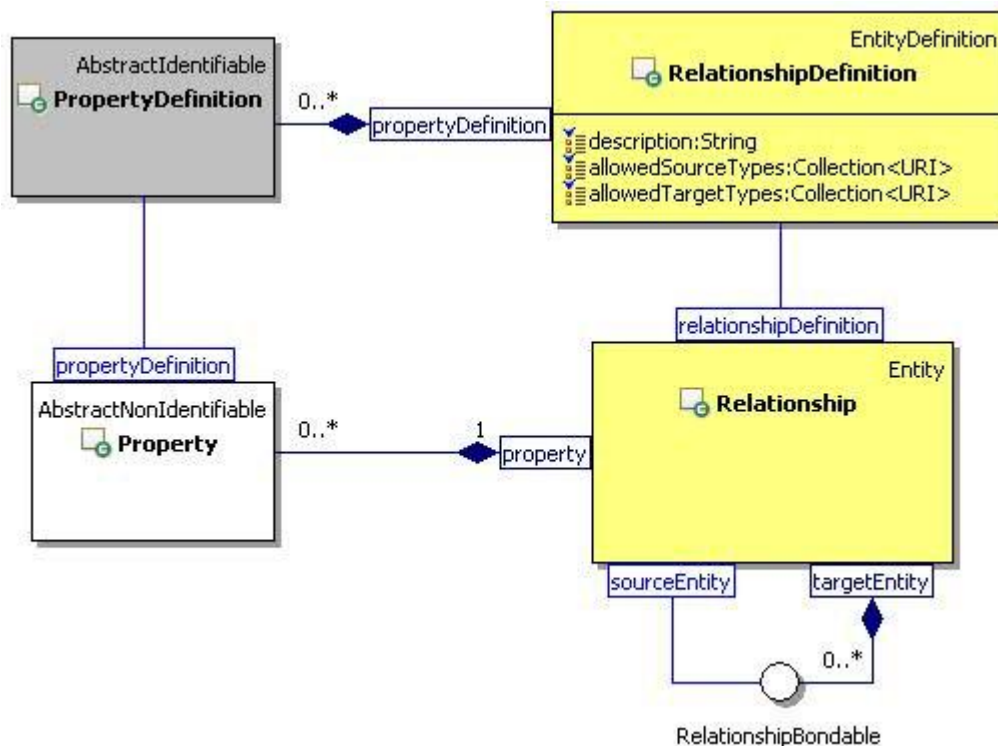 AbstractIdentifiable
PropertyDefinition
0..*
propertyDefinition
EntityDefinition
RelationshipDefinition
description:String
allowedSourceTypes:Collection<URI>
allowedTargetTypes:Collection<URI>
relationshipDefinition
propertyDefinition
AbstractNonIdentifiable
Property
0..*
1
property
Entity
Relationship
sourceEntity
targetEntity
0..*
RelationshipBondable